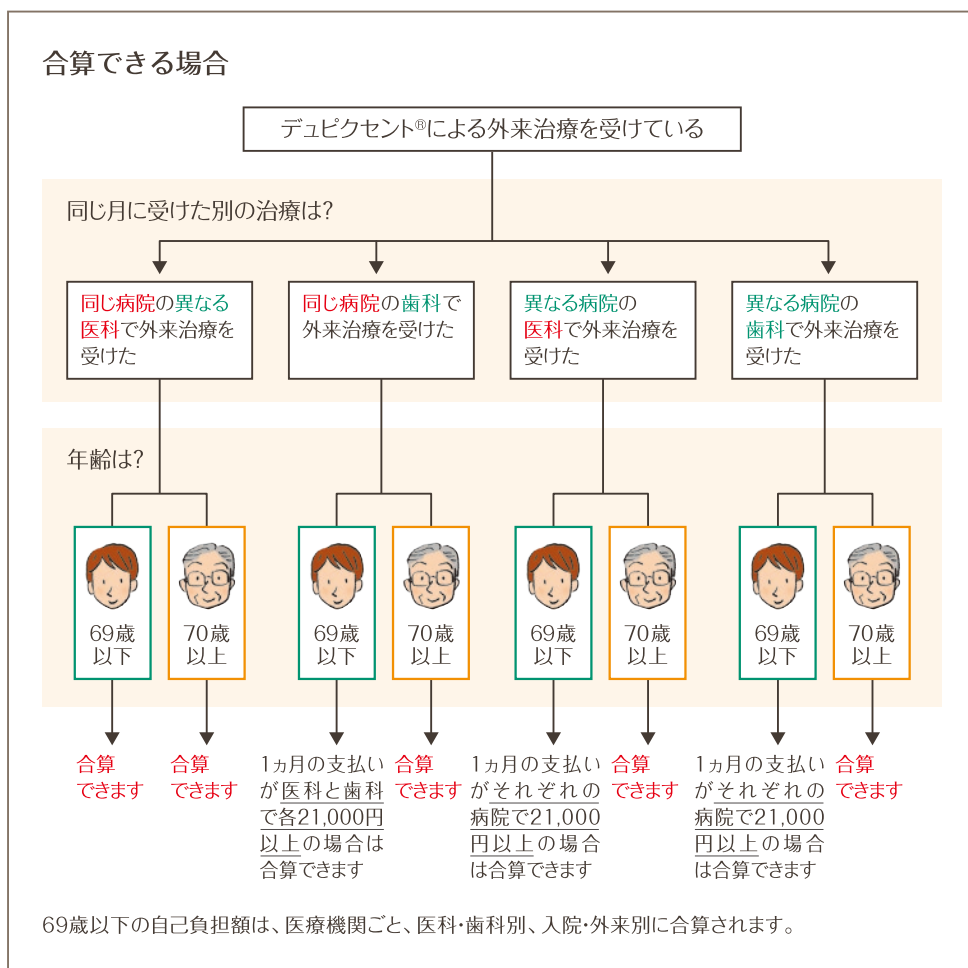 合算できる場合
デュピクセント®による外来治療を受けている
同じ月に受けた別の治療は?
同じ病院の異なる
医科で外来治療を
受けた
同じ病院の歯科で
外来治療を受けた
異なる病院の
医科で外来治療を
受けた
異なる病院の
歯科で外来治療を
受けた
年齢は?
69歳
以下
70歳
以上
69歳
以下
70歳
以上
69歳
以下
70歳
以上
69歳
以下
70歳
以上
合算
できます
合算
できます
1ヵ月の支払い
が医科と歯科
で各21,000円
以上の場合は
合算できます
合算
できます
1ヵ月の支払い
がそれぞれの
病院で21,000
円以上の場合
は合算できます
合算
できます
1ヵ月の支払い
がそれぞれの
病院で21,000
円以上の場合
は合算できます
合算
できます
69歳以下の自己負担額は、医療機関ごと、医科・歯科別、入院・外来別に合算されます。